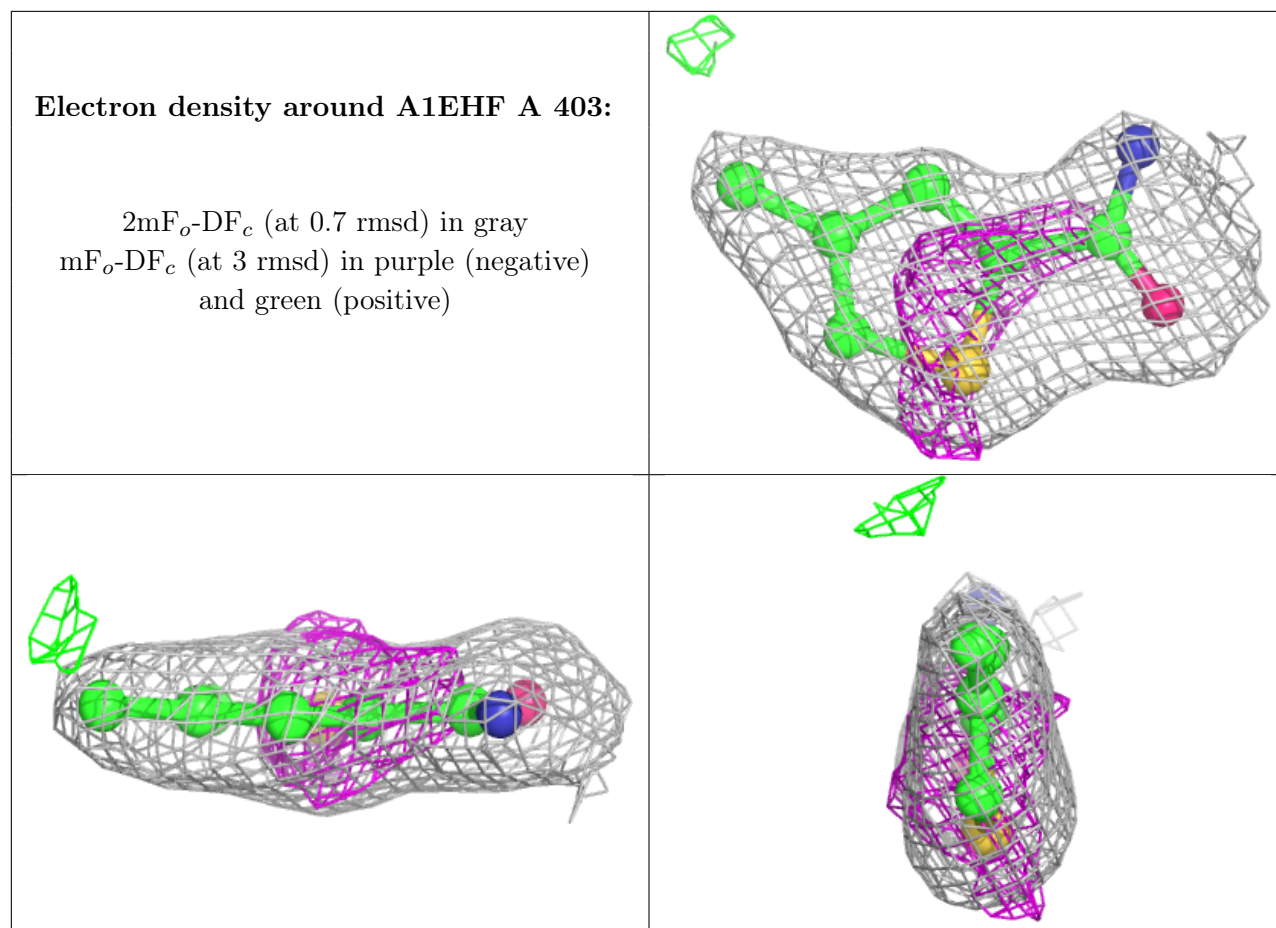 Electron density around A1EHF A 403:
2mFo-DFc (at 0.7 rmsd) in gray
mFo-DFc (at 3 rmsd) in purple (negative)
and green (positive)